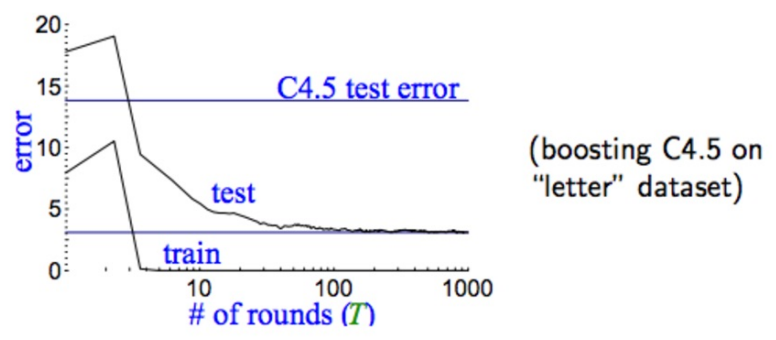 20
15
10
5
0
error
C4.5 test error
test
train
10
100
1000
# of rounds (T)
(boosting C4.5 on
“letter” dataset)